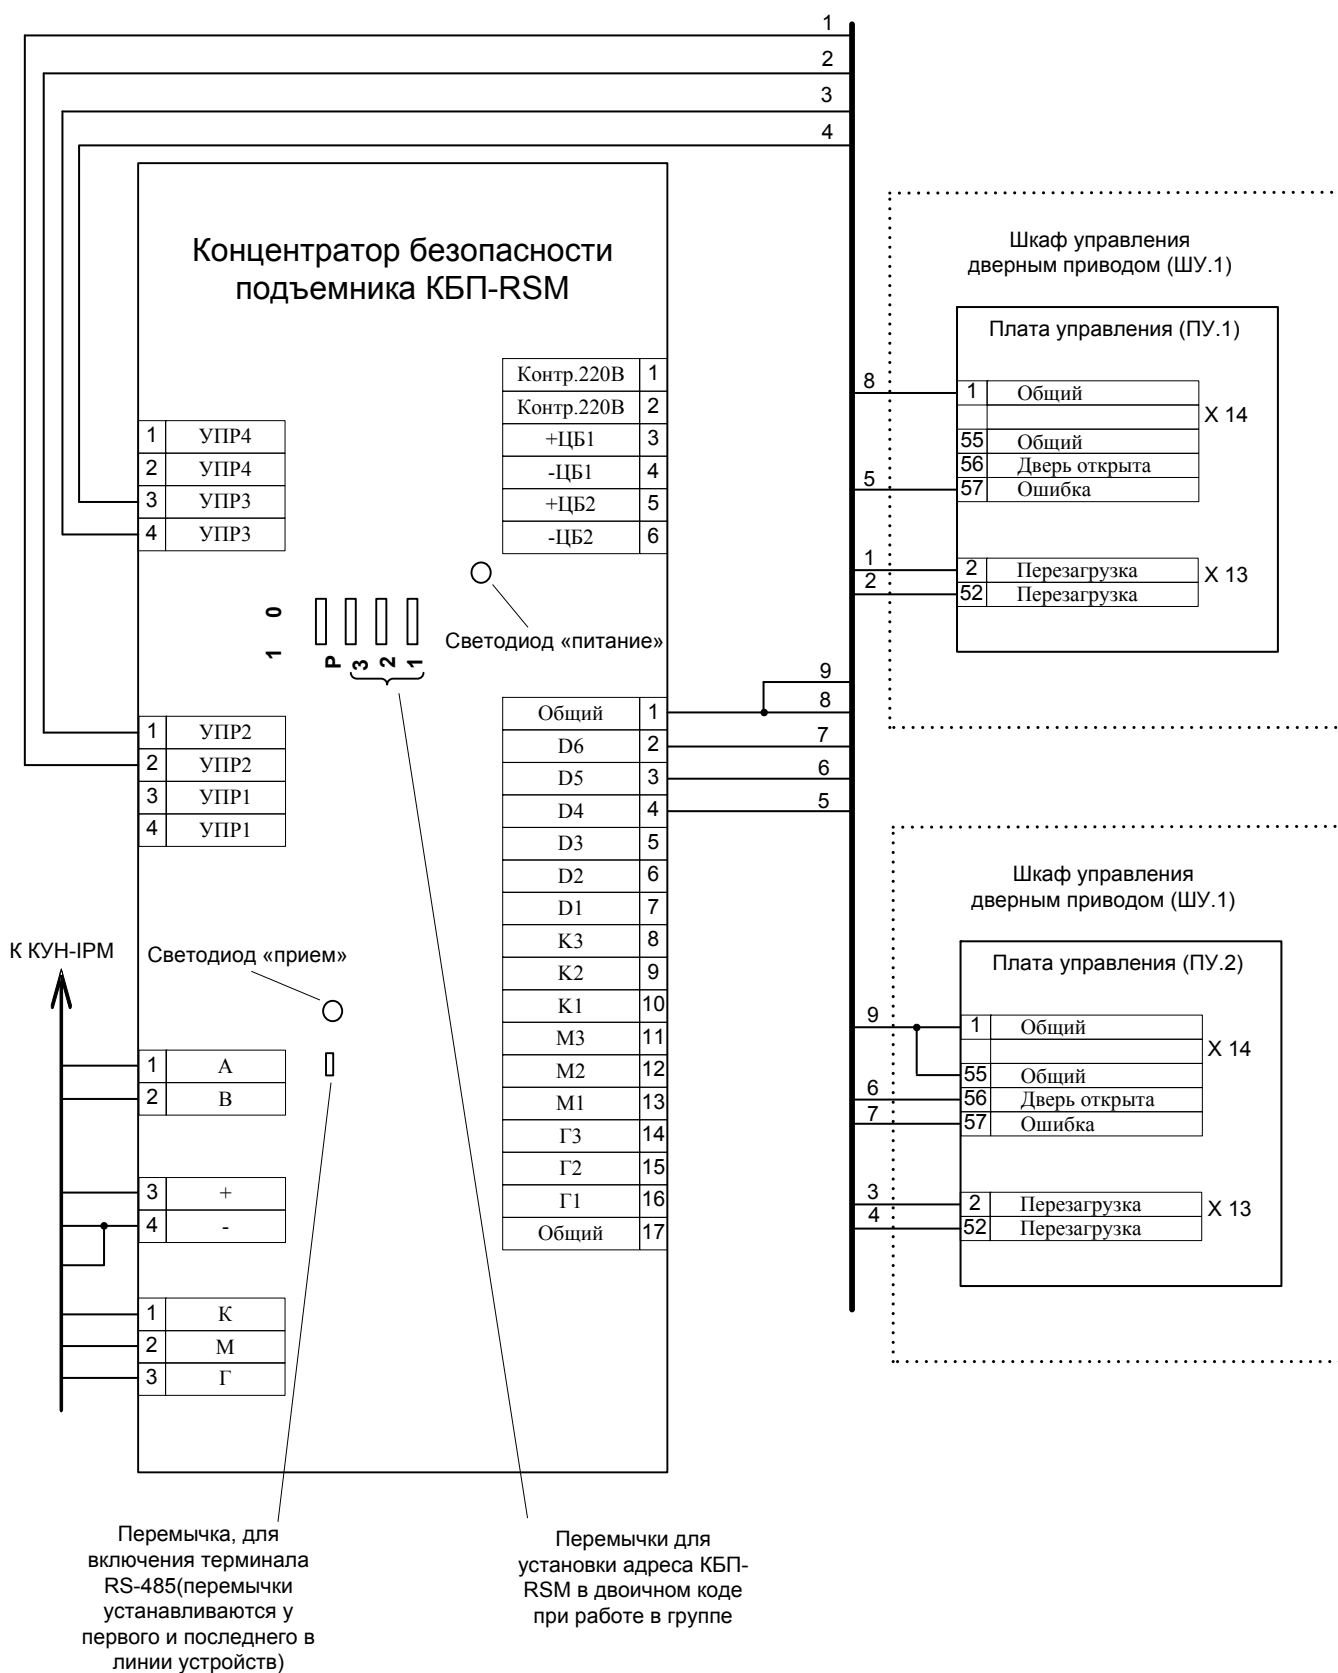 1
2
3
4
Концентратор безопасности
подъемника КБП-RSM
Контр.220В 1
Контр.220В 2
+ЦБ1 3
-ЦБ1 4
+ЦБ2 5
-ЦБ2 6
1 УПР4
2 УПР4
3 УПР3
4 УПР3
Светодиод «питание»
1 0
Р 3 2 1
1 УПР2
2 УПР2
3 УПР1
4 УПР1
Общий 1
D6 2
D5 3
D4 4
D3 5
D2 6
D1 7
К3 8
К2 9
К1 10
М3 11
М2 12
М1 13
Г3 14
Г2 15
Г1 16
Общий 17
9
8
7
6
5
К КУН-IPM
Светодиод «прием»
1 А
2 В
3 +
4 -
1 К
2 М
3 Г
Шкаф управления
дверным приводом (ШУ.1)
Плата управления (ПУ.1)
8
1 Общий
Х 14
55 Общий
56 Дверь открыта
5
57 Ошибка
1
2 Перезагрузка
Х 13
2
52 Перезагрузка
Шкаф управления
дверным приводом (ШУ.1)
Плата управления (ПУ.2)
9
1 Общий
Х 14
55 Общий
6
56 Дверь открыта
7
57 Ошибка
3
2 Перезагрузка
Х 13
4
52 Перезагрузка
Перемычка, для
включения терминала
RS-485(перемычки
устанавливаются у
первого и последнего в
линии устройств)
Перемычки для
установки адреса КБП-
RSM в двоичном коде
при работе в группе